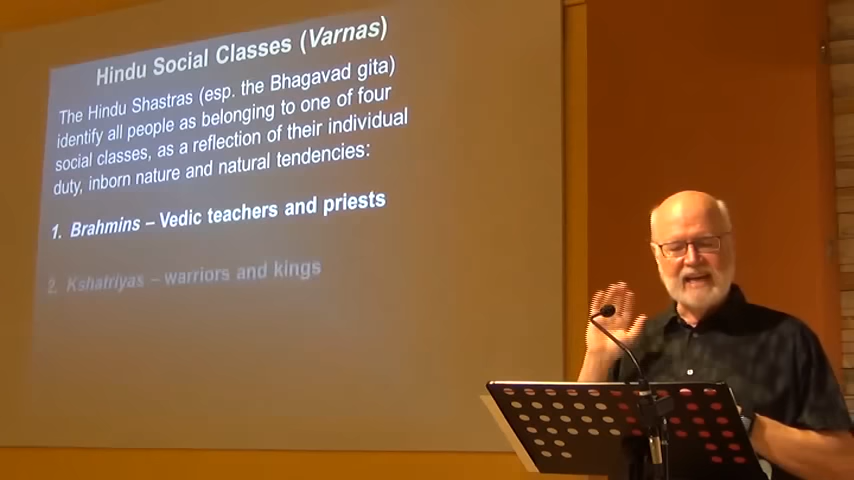 Hindu Social Classes (Varnas)
The Hindu Shastras (esp. the Bhagavad gita)
identify all people as belonging to one of four
social classes, as a reflection of their individual
duty, inborn nature and natural tendencies:
1. Brahmins – Vedic teachers and priests
2. Kshatriyas – warriors and kings